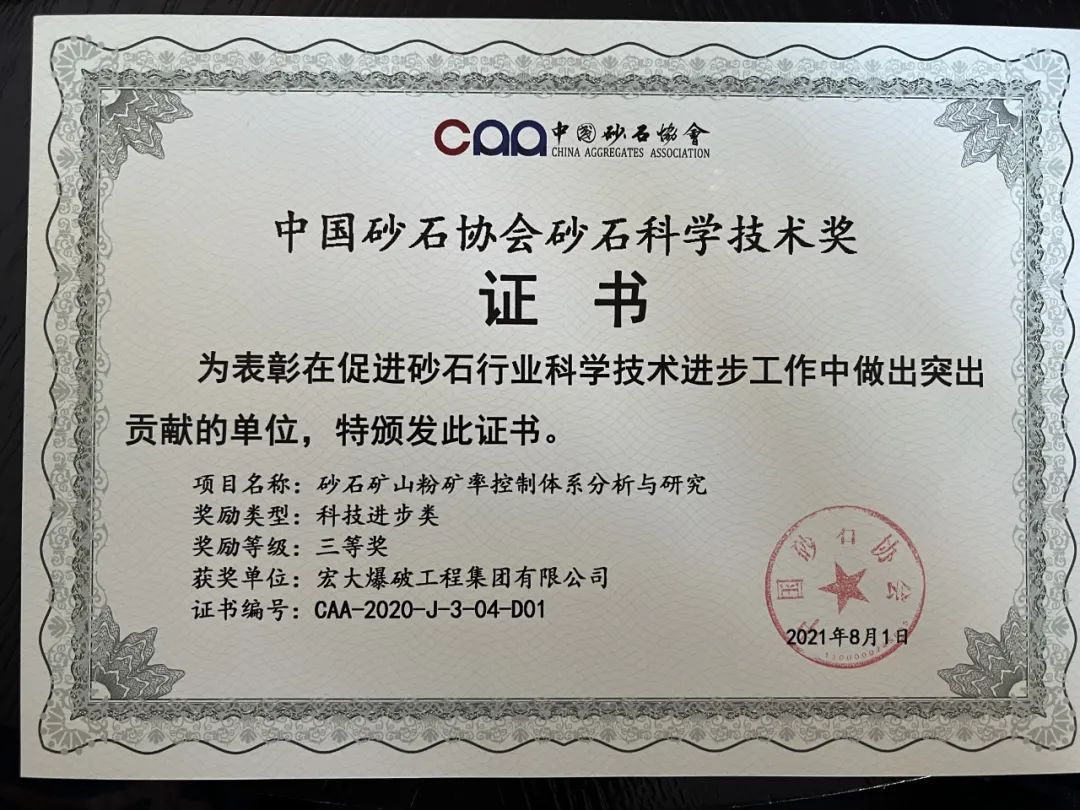 CAA 中國砂石協會
CHINA AGGREGATES ASSOCIATION
中国砂石协会砂石科学技术奖
证 书
为表彰在促进砂石行业科学技术进步工作中做出突出
贡献的单位，特颁发此证书。
项目名称：砂石矿山粉矿率控制体系分析与研究
奖励类型：科技进步类
奖励等级：三等奖
获奖单位：宏大爆破工程集团有限公司
证书编号：CAA-2020-J-3-04-D01
中国砂石协会
2021年8月1日